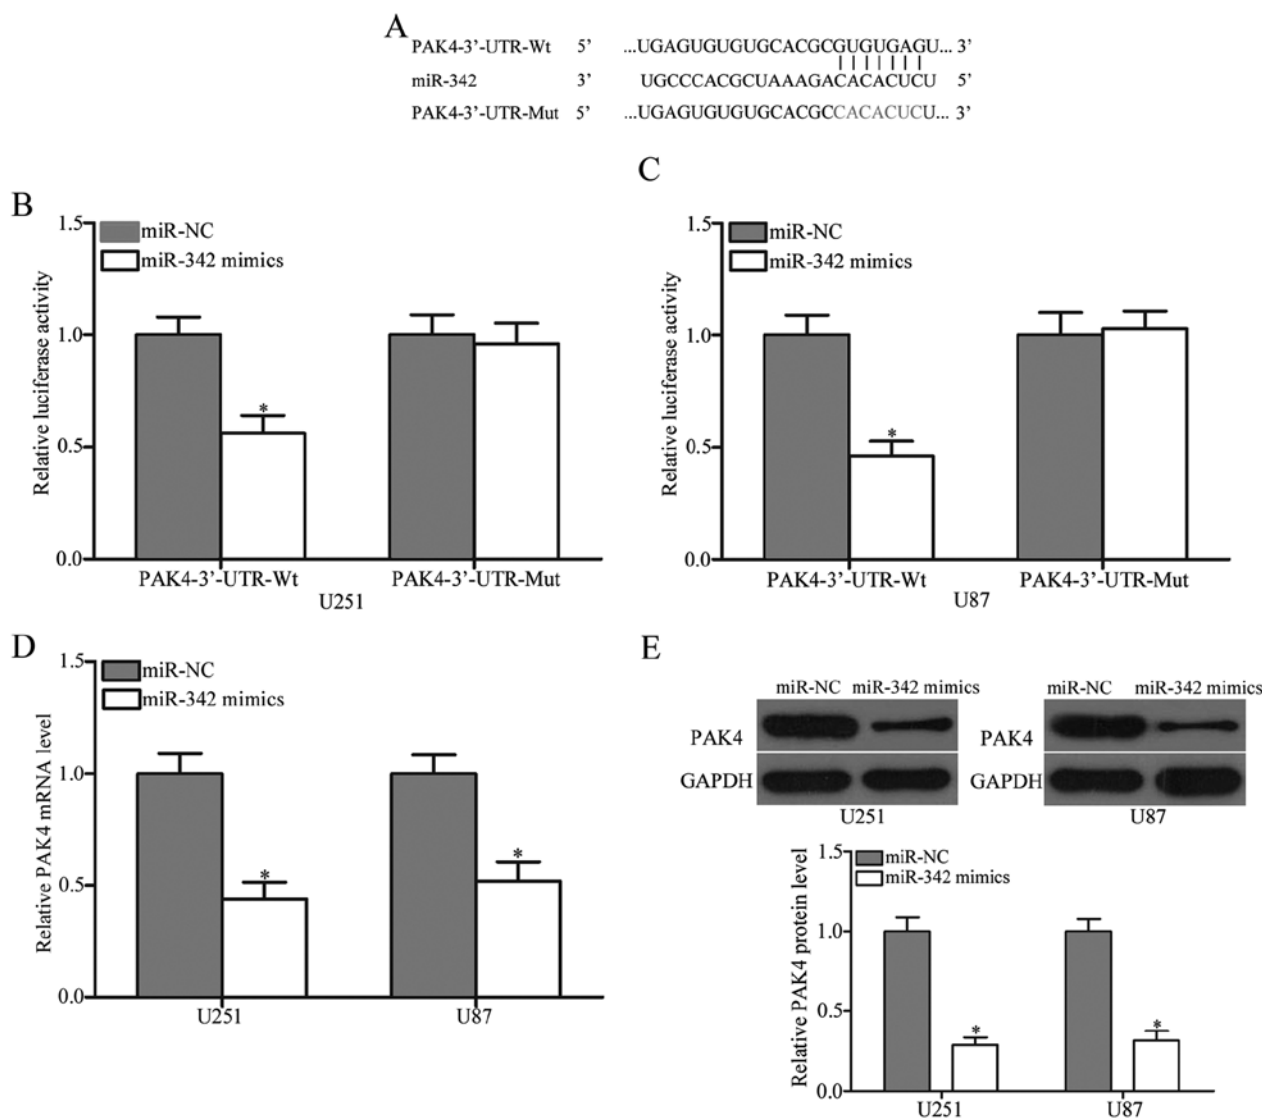 A
PAK4-3’-UTR-Wt 5’ ...UGAGUGUGUGCACGCGUGUGAGU... 3’
miR-342 3’ UGCCCACGCUAAAGACACACUCU 5’
PAK4-3’-UTR-Mut 5’ ...UGAGUGUGUGCACGCCACACUCU... 3’
B
1.5
miR-NC
miR-342 mimics
Relative luciferase activity
1.0
*
0.5
0.0
PAK4-3’-UTR-Wt PAK4-3’-UTR-Mut
U251
C
1.5
miR-NC
miR-342 mimics
Relative luciferase activity
1.0
*
0.5
0.0
PAK4-3’-UTR-Wt PAK4-3’-UTR-Mut
U87
D
1.5
miR-NC
miR-342 mimics
Relative PAK4 mRNA level
1.0
* *
0.5
0.0
U251 U87
E
miR-NC miR-342 mimics
PAK4
GAPDH
U251
miR-NC miR-342 mimics
PAK4
GAPDH
U87
1.5
miR-NC
miR-342 mimics
Relative PAK4 protein level
1.0
0.5
* *
0.0
U251 U87